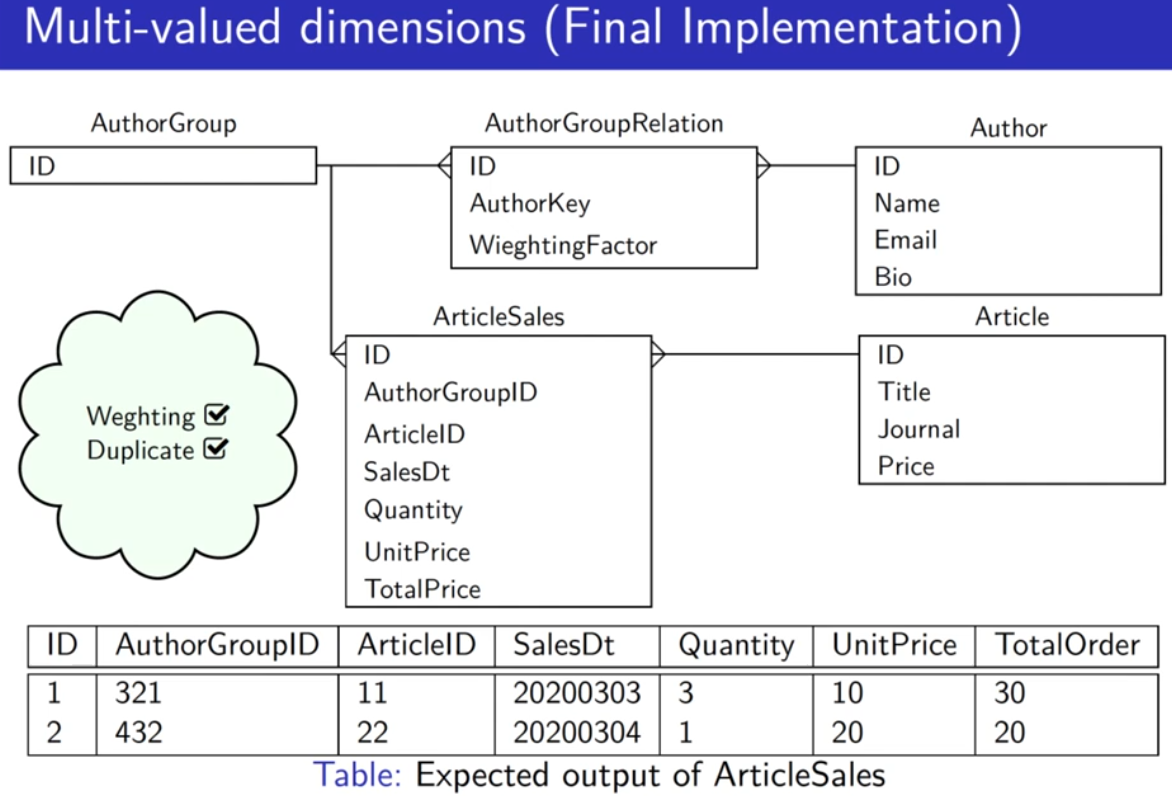 Multi-valued dimensions (Final Implementation)
AuthorGroup
ID
AuthorGroupRelation
ID
AuthorKey
WieghtingFactor
Author
ID
Name
Email
Bio
Weghting
Duplicate
ArticleSales
ID
AuthorGroupID
ArticleID
SalesDt
Quantity
UnitPrice
TotalPrice
Article
ID
Title
Journal
Price
ID AuthorGroupID ArticleID SalesDt Quantity UnitPrice TotalOrder
1 321 11 20200303 3 10 30
2 432 22 20200304 1 20 20
Table: Expected output of ArticleSales